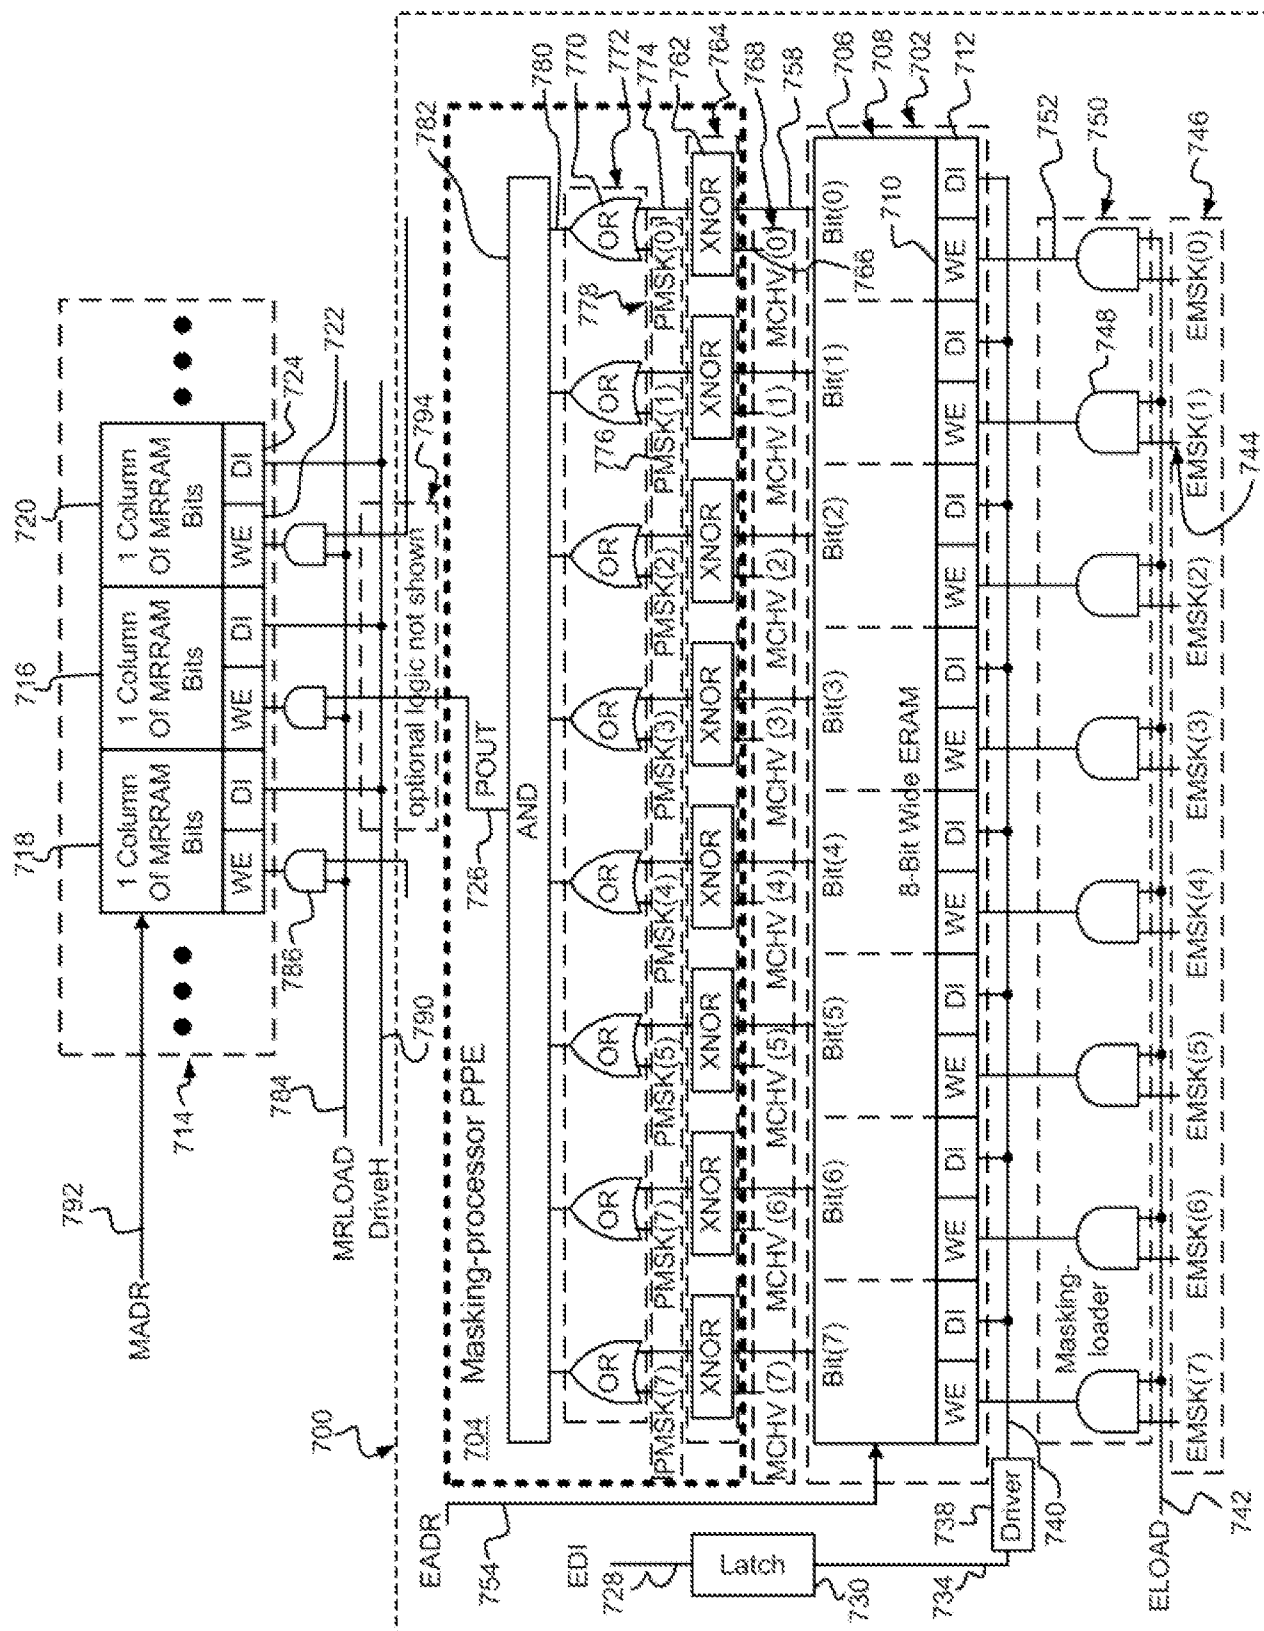 718 716 720
MADR 792
1 Column
Of MRRAM
Bits
1 Column
Of MRRAM
Bits
1 Column
Of MRRAM
Bits
714
WE DI WE DI WE DI
724
722
784 786
MRLOAD
DriveH
790
794
optional logic not shown
700
782
EADR
754
704
Masking-processor PPE
726
POUT
AND
780
770
772
774
762
764
768
758
706
708
702
712
EDI
728
OR OR OR OR OR OR OR OR
776
778
PMSK(7) PMSK(7) PMSK(5) PMSK(4) PMSK(3) PMSK(2) PMSK(1) PMSK(0)
XNOR XNOR XNOR XNOR XNOR XNOR XNOR XNOR
Latch
730
MCHV (7) MCHV (6) MCHV (5) MCHV (4) MCHV (3) MCHV (2) MCHV (1) MCHV (0)
766
Bit(7) Bit(6) Bit(5) Bit(4) Bit(3) Bit(2) Bit(1) Bit(0)
8-Bit Wide ERAM
710
WE DI WE DI WE DI WE DI WE DI WE DI WE DI WE DI
734
738
Driver
740
752
Masking-
loader
748
750
ELOAD
742
EMSK(7) EMSK(6) EMSK(5) EMSK(4) EMSK(3) EMSK(2) EMSK(1) EMSK(0)
744
746